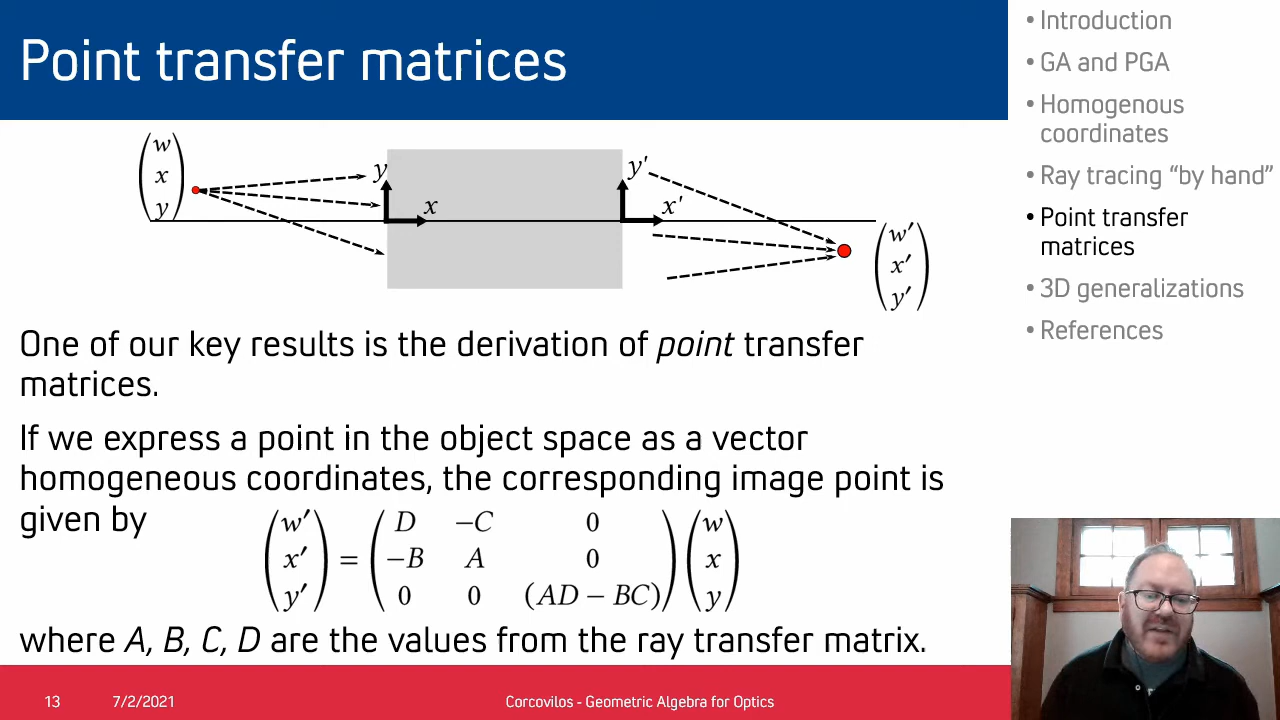 Point transfer matrices
w
x
y
y
x
y′
x′
w′
x′
y′
One of our key results is the derivation of point transfer
matrices.
If we express a point in the object space as a vector
homogeneous coordinates, the corresponding image point is
given by
w′ D −C 0 w
x′ = −B A 0 x
y′ 0 0 (AD − BC) y
where A, B, C, D are the values from the ray transfer matrix.
13 7/2/2021 Corcovilos - Geometric Algebra for Optics
• Introduction
• GA and PGA
• Homogenous
coordinates
• Ray tracing “by hand”
• Point transfer
matrices
• 3D generalizations
• References